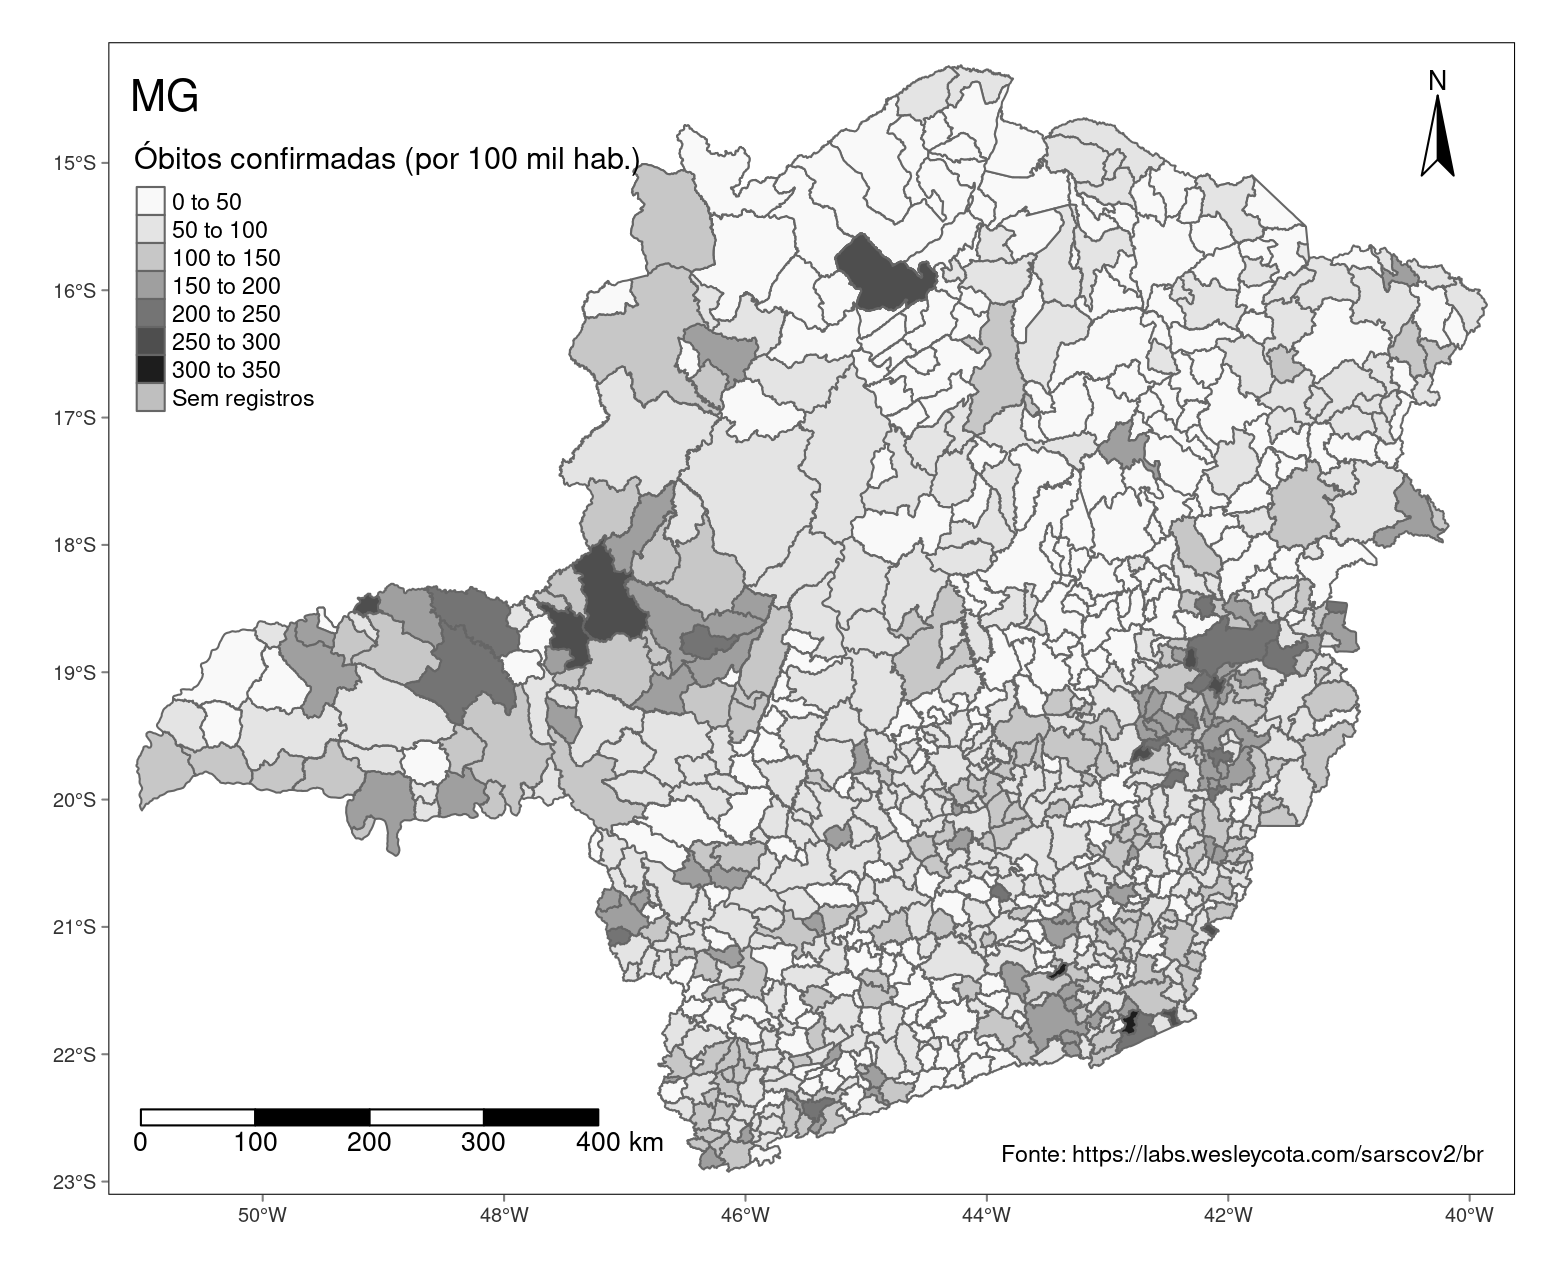 MG
N
Óbitos confirmadas (por 100 mil hab.)
0 to 50
50 to 100
100 to 150
150 to 200
200 to 250
250 to 300
300 to 350
Sem registros
15°S
16°S
17°S
18°S
19°S
20°S
21°S
22°S
23°S
0 100 200 300 400 km
Fonte: https://labs.wesleycota.com/sarscov2/br
50°W 48°W 46°W 44°W 42°W 40°W